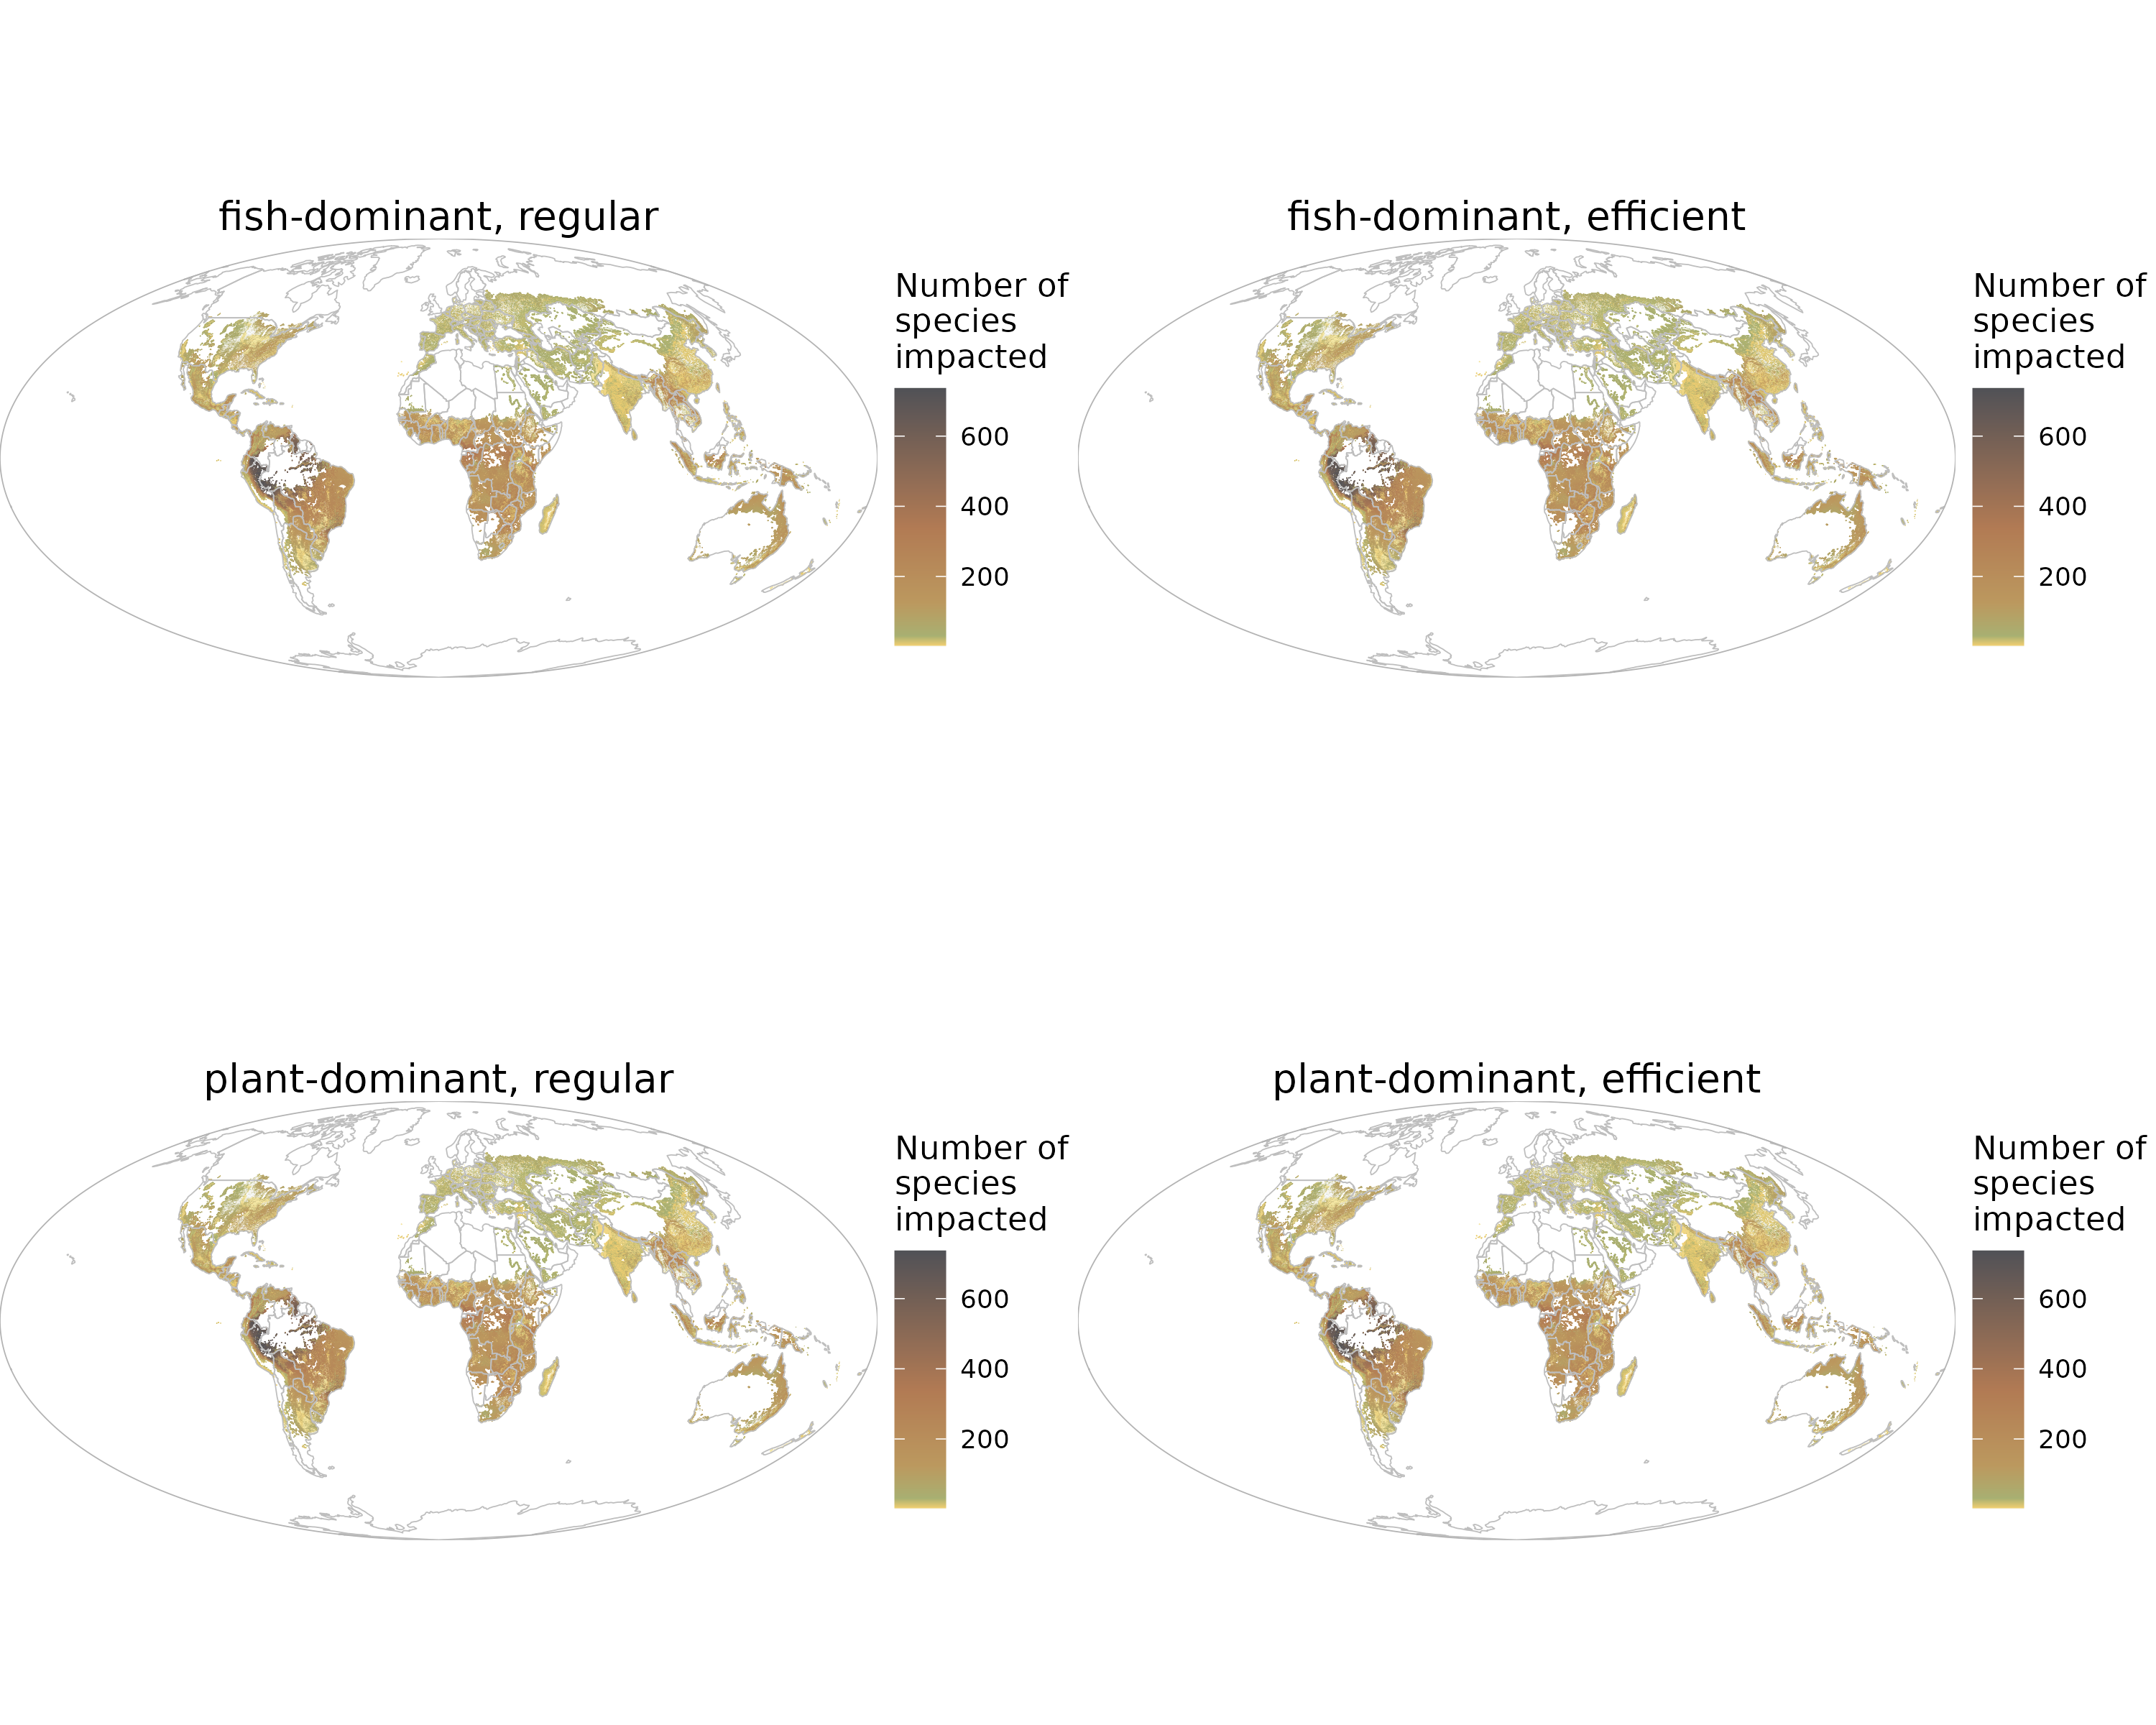 fish-dominant, regular
Number of
species
impacted
600
400
200
fish-dominant, efficient
Number of
species
impacted
600
400
200
plant-dominant, regular
Number of
species
impacted
600
400
200
plant-dominant, efficient
Number of
species
impacted
600
400
200